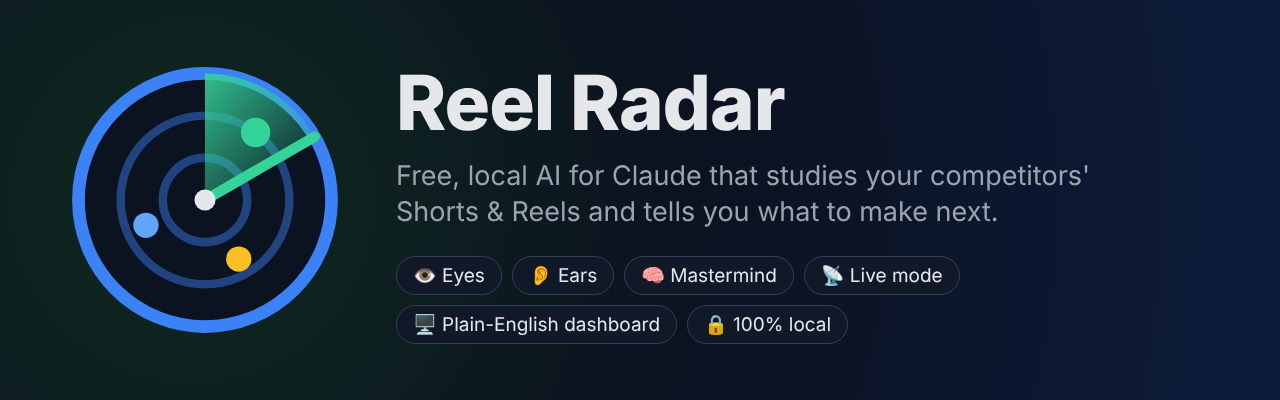 Reel Radar
Free, local AI for Claude that studies your competitors'
Shorts & Reels and tells you what to make next.
👁️ Eyes 👂 Ears 🧠 Mastermind 📡 Live mode
🖥️ Plain-English dashboard 🔒 100% local